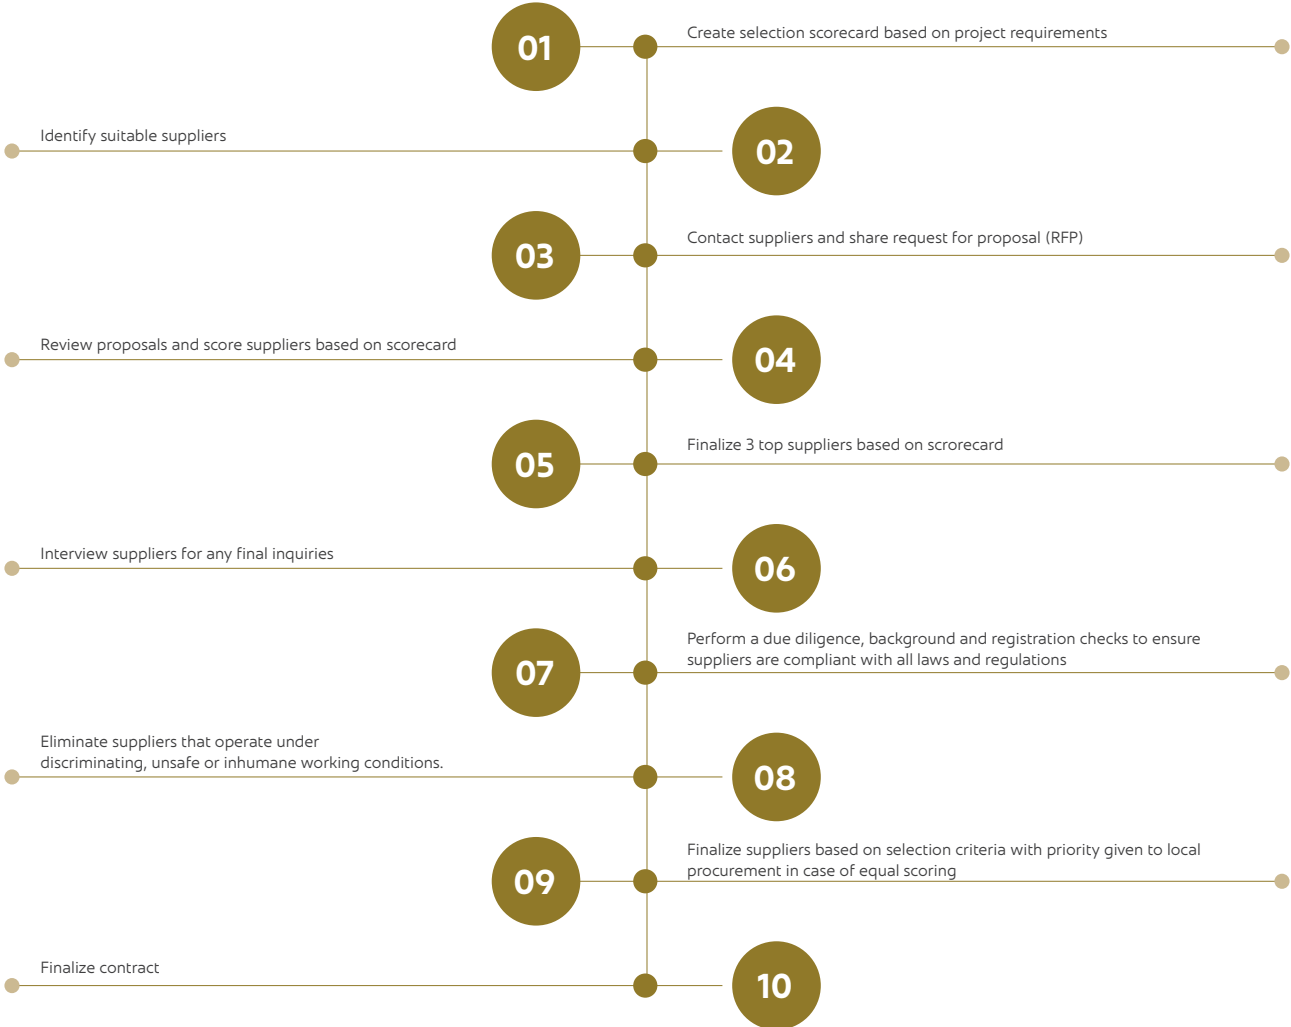 01
Create selection scorecard based on project requirements
Identify suitable suppliers
02
03
Contact suppliers and share request for proposal (RFP)
Review proposals and score suppliers based on scorecard
04
05
Finalize 3 top suppliers based on scrorecard
Interview suppliers for any final inquiries
06
07
Perform a due diligence, background and registration checks to ensure
suppliers are compliant with all laws and regulations
Eliminate suppliers that operate under
discriminating, unsafe or inhumane working conditions.
08
09
Finalize suppliers based on selection criteria with priority given to local
procurement in case of equal scoring
Finalize contract
10